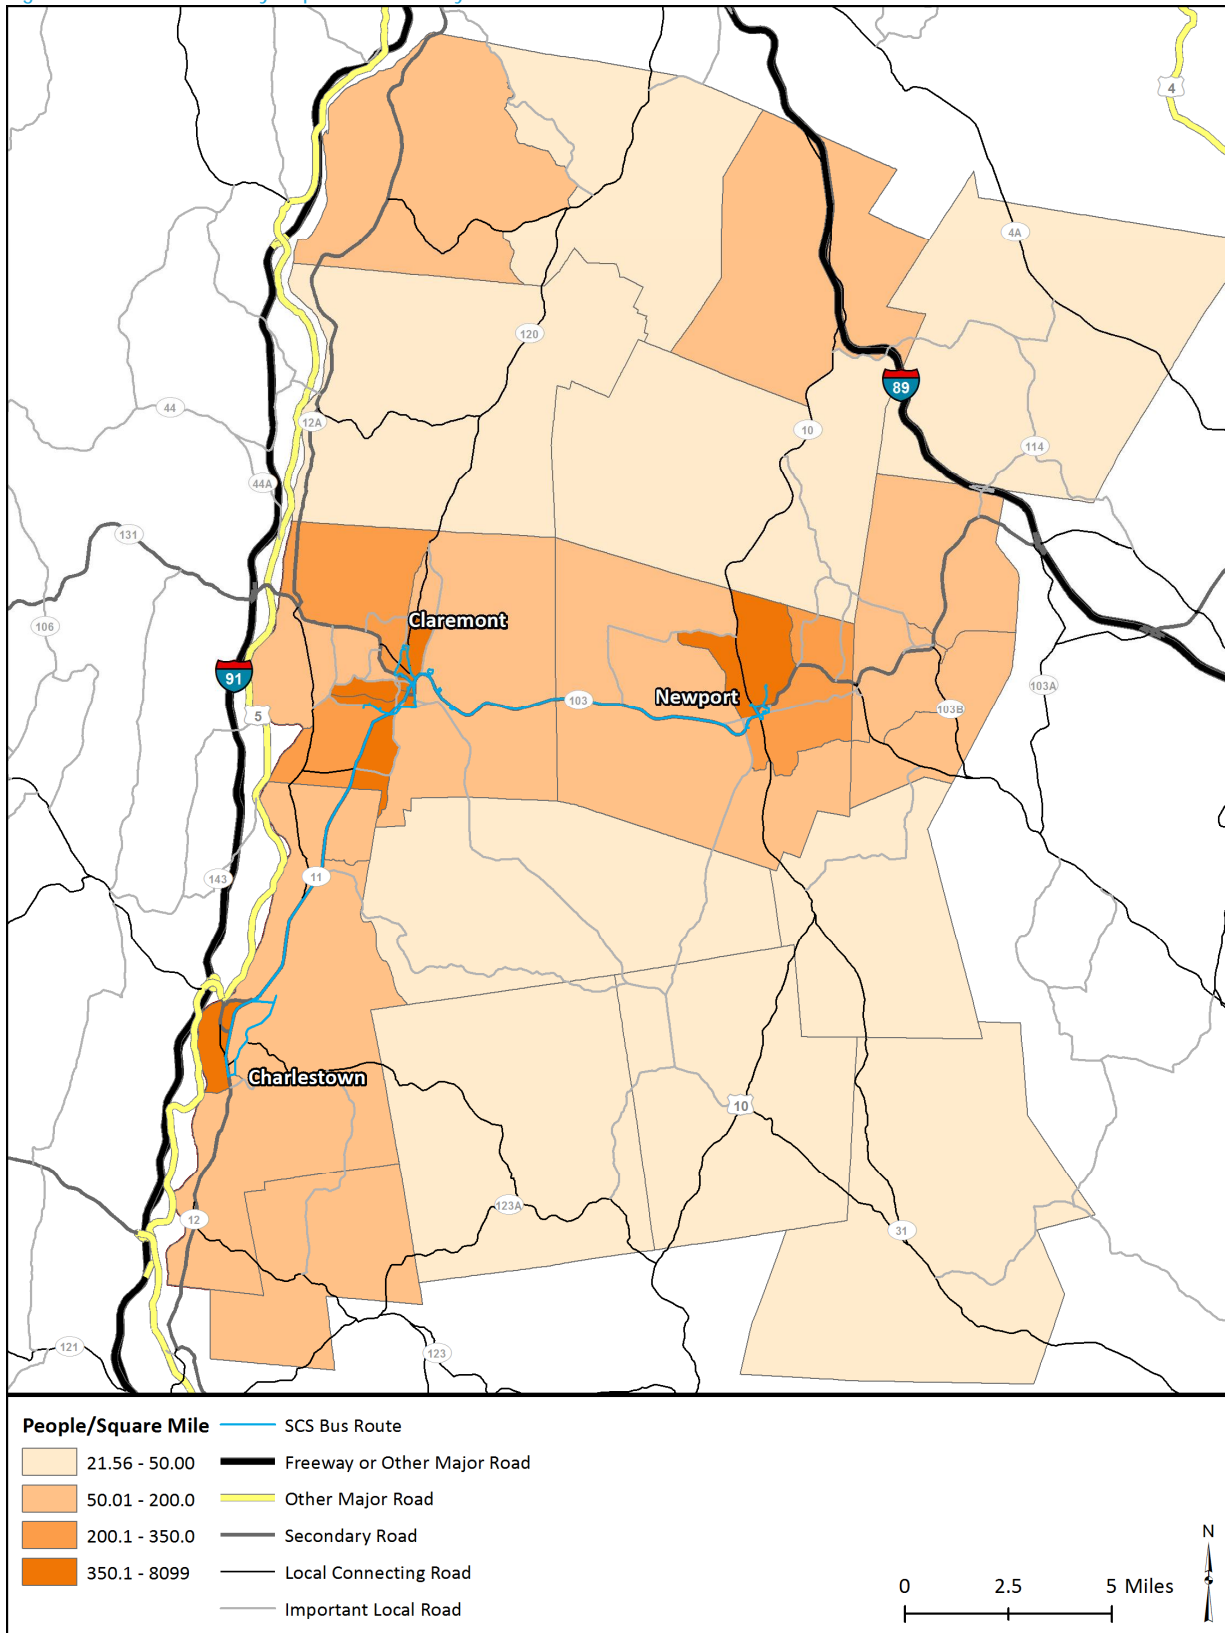 4
4A
120
89
10
12A
44
114
44A
131
Claremont
106
91
103A
Newport
103
103B
5
11
143
Charlestown
10
123A
12
31
121
123
People/Square Mile
21.56 - 50.00
50.01 - 200.0
200.1 - 350.0
350.1 - 8099
SCS Bus Route
Freeway or Other Major Road
Other Major Road
Secondary Road
Local Connecting Road
Important Local Road
N
0 2.5 5 Miles